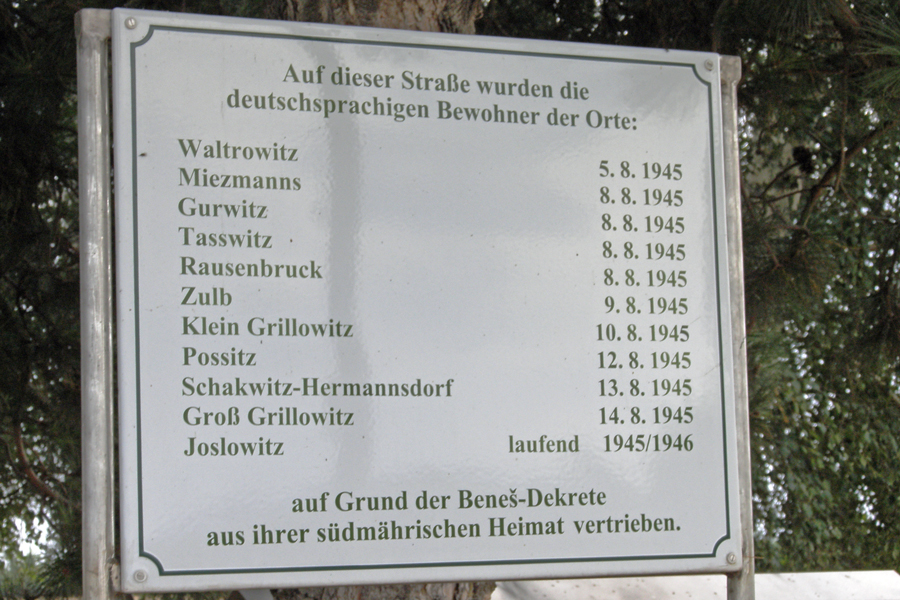 Auf dieser Straße wurden die
deutschsprachigen Bewohner der Orte:
Waltrowitz 5. 8. 1945
Miezmanns 8. 8. 1945
Gurwitz 8. 8. 1945
Tasswitz 8. 8. 1945
Rausenbruck 8. 8. 1945
Zulb 9. 8. 1945
Klein Grillowitz 10. 8. 1945
Possitz 12. 8. 1945
Schakwitz-Hermannsdorf 13. 8. 1945
Groß Grillowitz 14. 8. 1945
Joslowitz laufend 1945/1946
auf Grund der Beneš-Dekrete
aus ihrer südmährischen Heimat vertrieben.